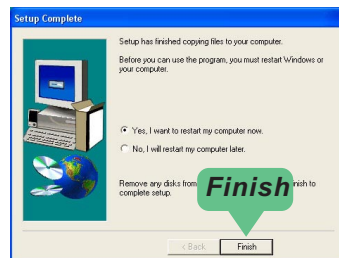 Setup Complete
Setup has finished copying files to your computer.
Before you can use the program, you must restart Windows or
your computer.
Yes, I want to restart my computer now.
No, I will restart my computer later.
Remove any disks from
Finish
nish to
complete setup.
< Back
Finish